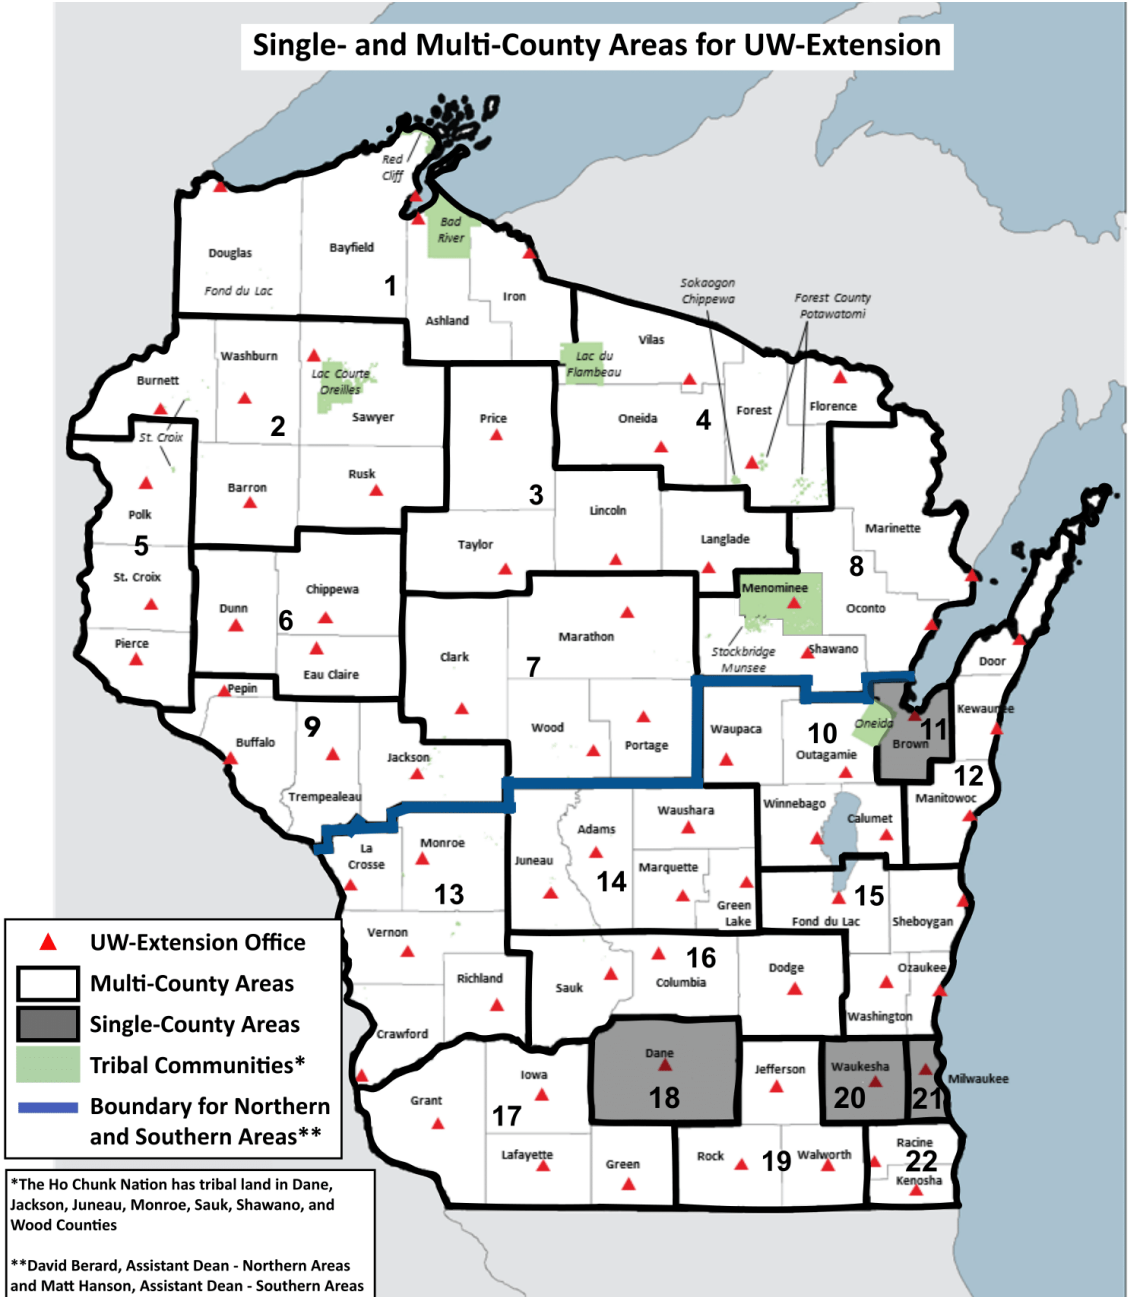 Single- and Multi-County Areas for UW-Extension
Red
Cliff
Bad
River
Douglas
Bayfield
Fond du Lac
1
Iron
Ashland
Sokaogon
Chippewa
Forest County
Potawatomi
Vilas
Washburn
Lac du
Flambeau
Burnett
Lac Courte
Oreilles
Sawyer
2
St. Croix
Price
Oneida
4
Forest
Florence
Polk
Barron
Rusk
3
Lincoln
Taylor
Langlade
Marinette
5
St. Croix
8
Menominee
Oconto
Dunn
Chippewa
6
Pierce
Eau Claire
Clark
Marathon
7
Stockbridge
Munsee
Shawano
Door
Pepin
Buffalo
9
Trempealeau
Jackson
Wood
Portage
Waupaca
10
Outagamie
Oneida
11
Brown
Kewaunee
12
Manitowoc
Winnebago
Calumet
La
Crosse
Monroe
13
Juneau
Adams
Waushara
14
Marquette
Green
Lake
15
Fond du Lac
Sheboygan
Vernon
Richland
Crawford
Sauk
16
Columbia
Dodge
Ozaukee
Washington
Grant
Iowa
17
Dane
18
Jefferson
Waukesha
20
21
Milwaukee
Lafayette
Green
Rock
19
Walworth
Racine
22
Kenosha
UW-Extension Office
Multi-County Areas
Single-County Areas
Tribal Communities*
Boundary for Northern
and Southern Areas**
*The Ho Chunk Nation has tribal land in Dane,
Jackson, Juneau, Monroe, Sauk, Shawano, and
Wood Counties
**David Berard, Assistant Dean - Northern Areas
and Matt Hanson, Assistant Dean - Southern Areas